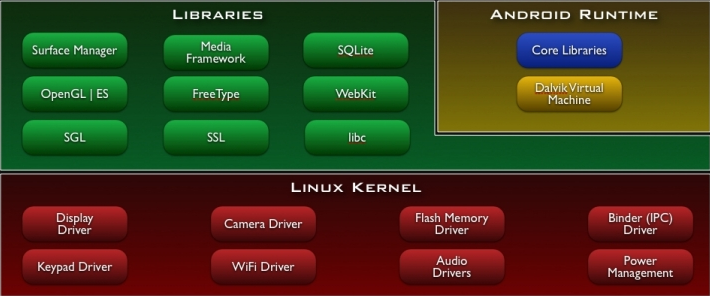 LIBRARIES
Surface Manager
Media
Framework
SQLite
OpenGL | ES
FreeType
WebKit
SGL
SSL
libc
ANDROID RUNTIME
Core Libraries
Dalvik Virtual
Machine
LINUX KERNEL
Display
Driver
Camera Driver
Flash Memory
Driver
Binder (IPC)
Driver
Keypad Driver
WiFi Driver
Audio
Drivers
Power
Management